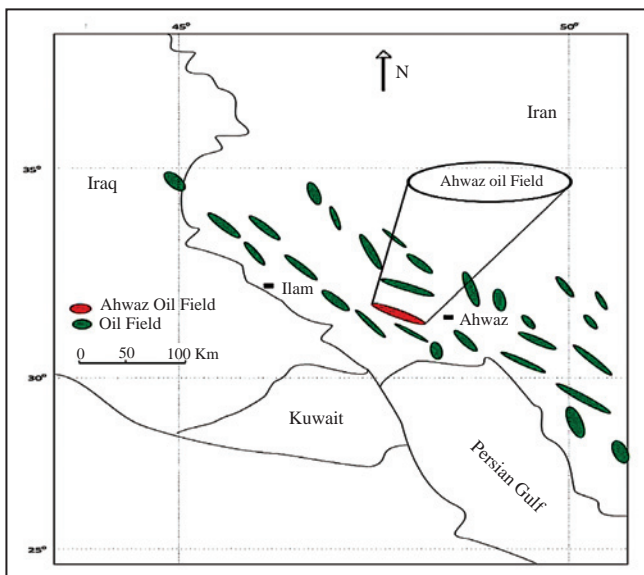 45°
50°
N
Iran
35°
Iraq
Ahwaz oil Field
Ilam
Ahwaz Oil Field
Oil Field
Ahwaz
0 50 100 Km
30°
Kuwait
Persian Gulf
25°